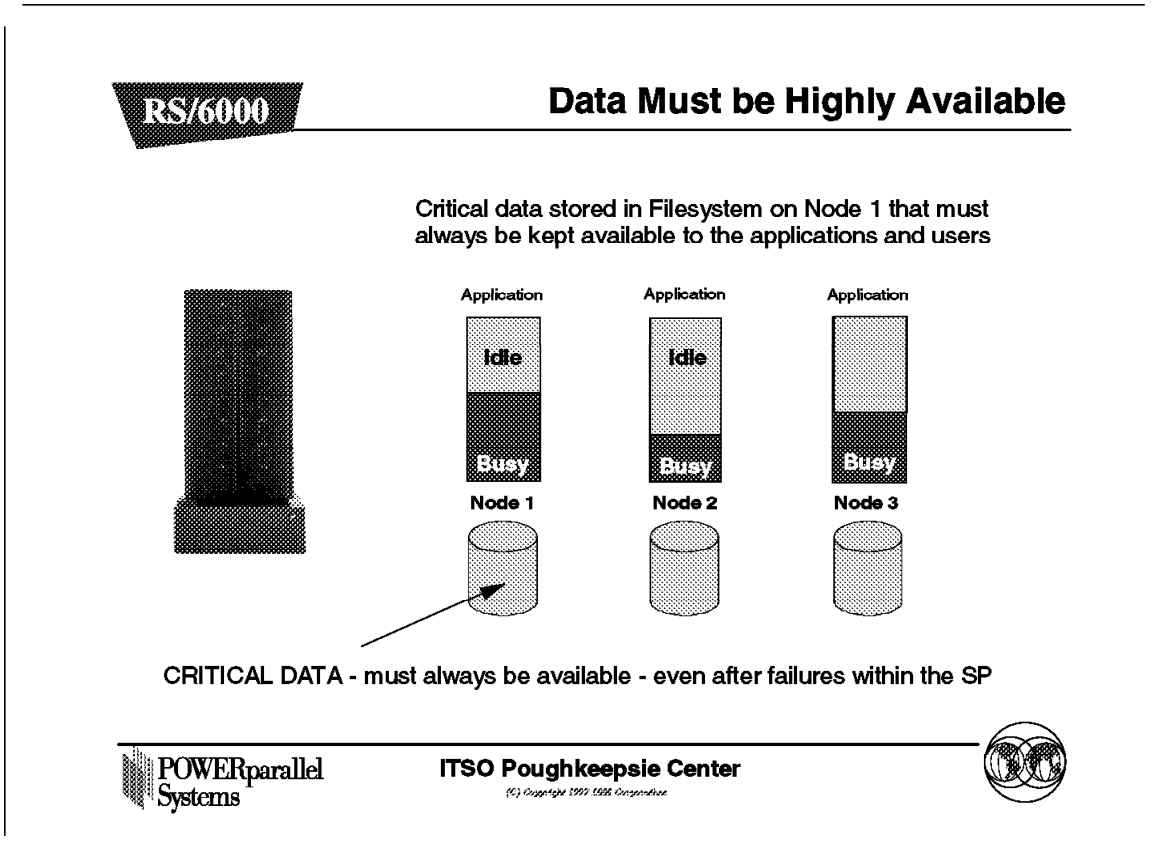 RS/6000
Data Must be Highly Available
Critical data stored in Filesystem on Node 1 that must
always be kept available to the applications and users
Application
Application
Application
Idle
Idle
Busy
Busy
Busy
Node 1
Node 2
Node 3
CRITICAL DATA - must always be available - even after failures within the SP
POWERparallel
Systems
ITSO Poughkeepsie Center
(C) Copyright